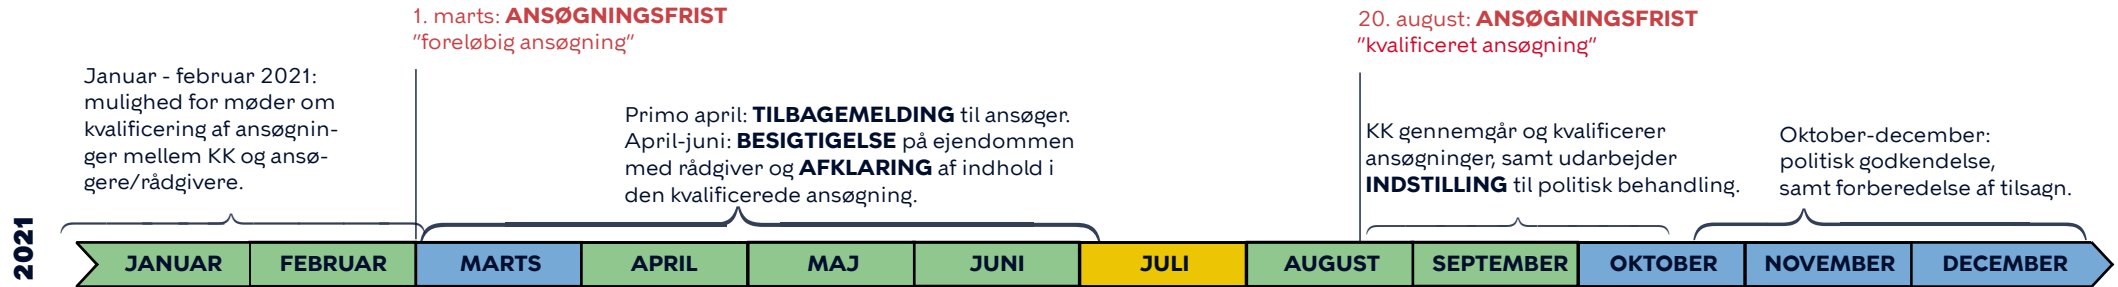 1. marts: ANSØGNINGSFRIST
"foreløbig ansøgning"
20. august: ANSØGNINGSFRIST
"kvalificeret ansøgning"
Januar - februar 2021:
mulighed for møder om
kvalificering af ansøgnin-
ger mellem KK og ansø-
gere/rådgivere.
Primo april: TILBAGEMELDING til ansøger.
April-juni: BESIGTIGELSE på ejendommen
med rådgiver og AFKLARING af indhold i
den kvalificerede ansøgning.
KK gennemgår og kvalificerer
ansøgninger, samt udarbejder
INDSTILLING til politisk behandling.
Oktober-december:
politisk godkendelse,
samt forberedelse af tilsagn.
2021
JANUAR FEBRUAR MARTS APRIL MAJ JUNI JULI AUGUST SEPTEMBER OKTOBER NOVEMBER DECEMBER